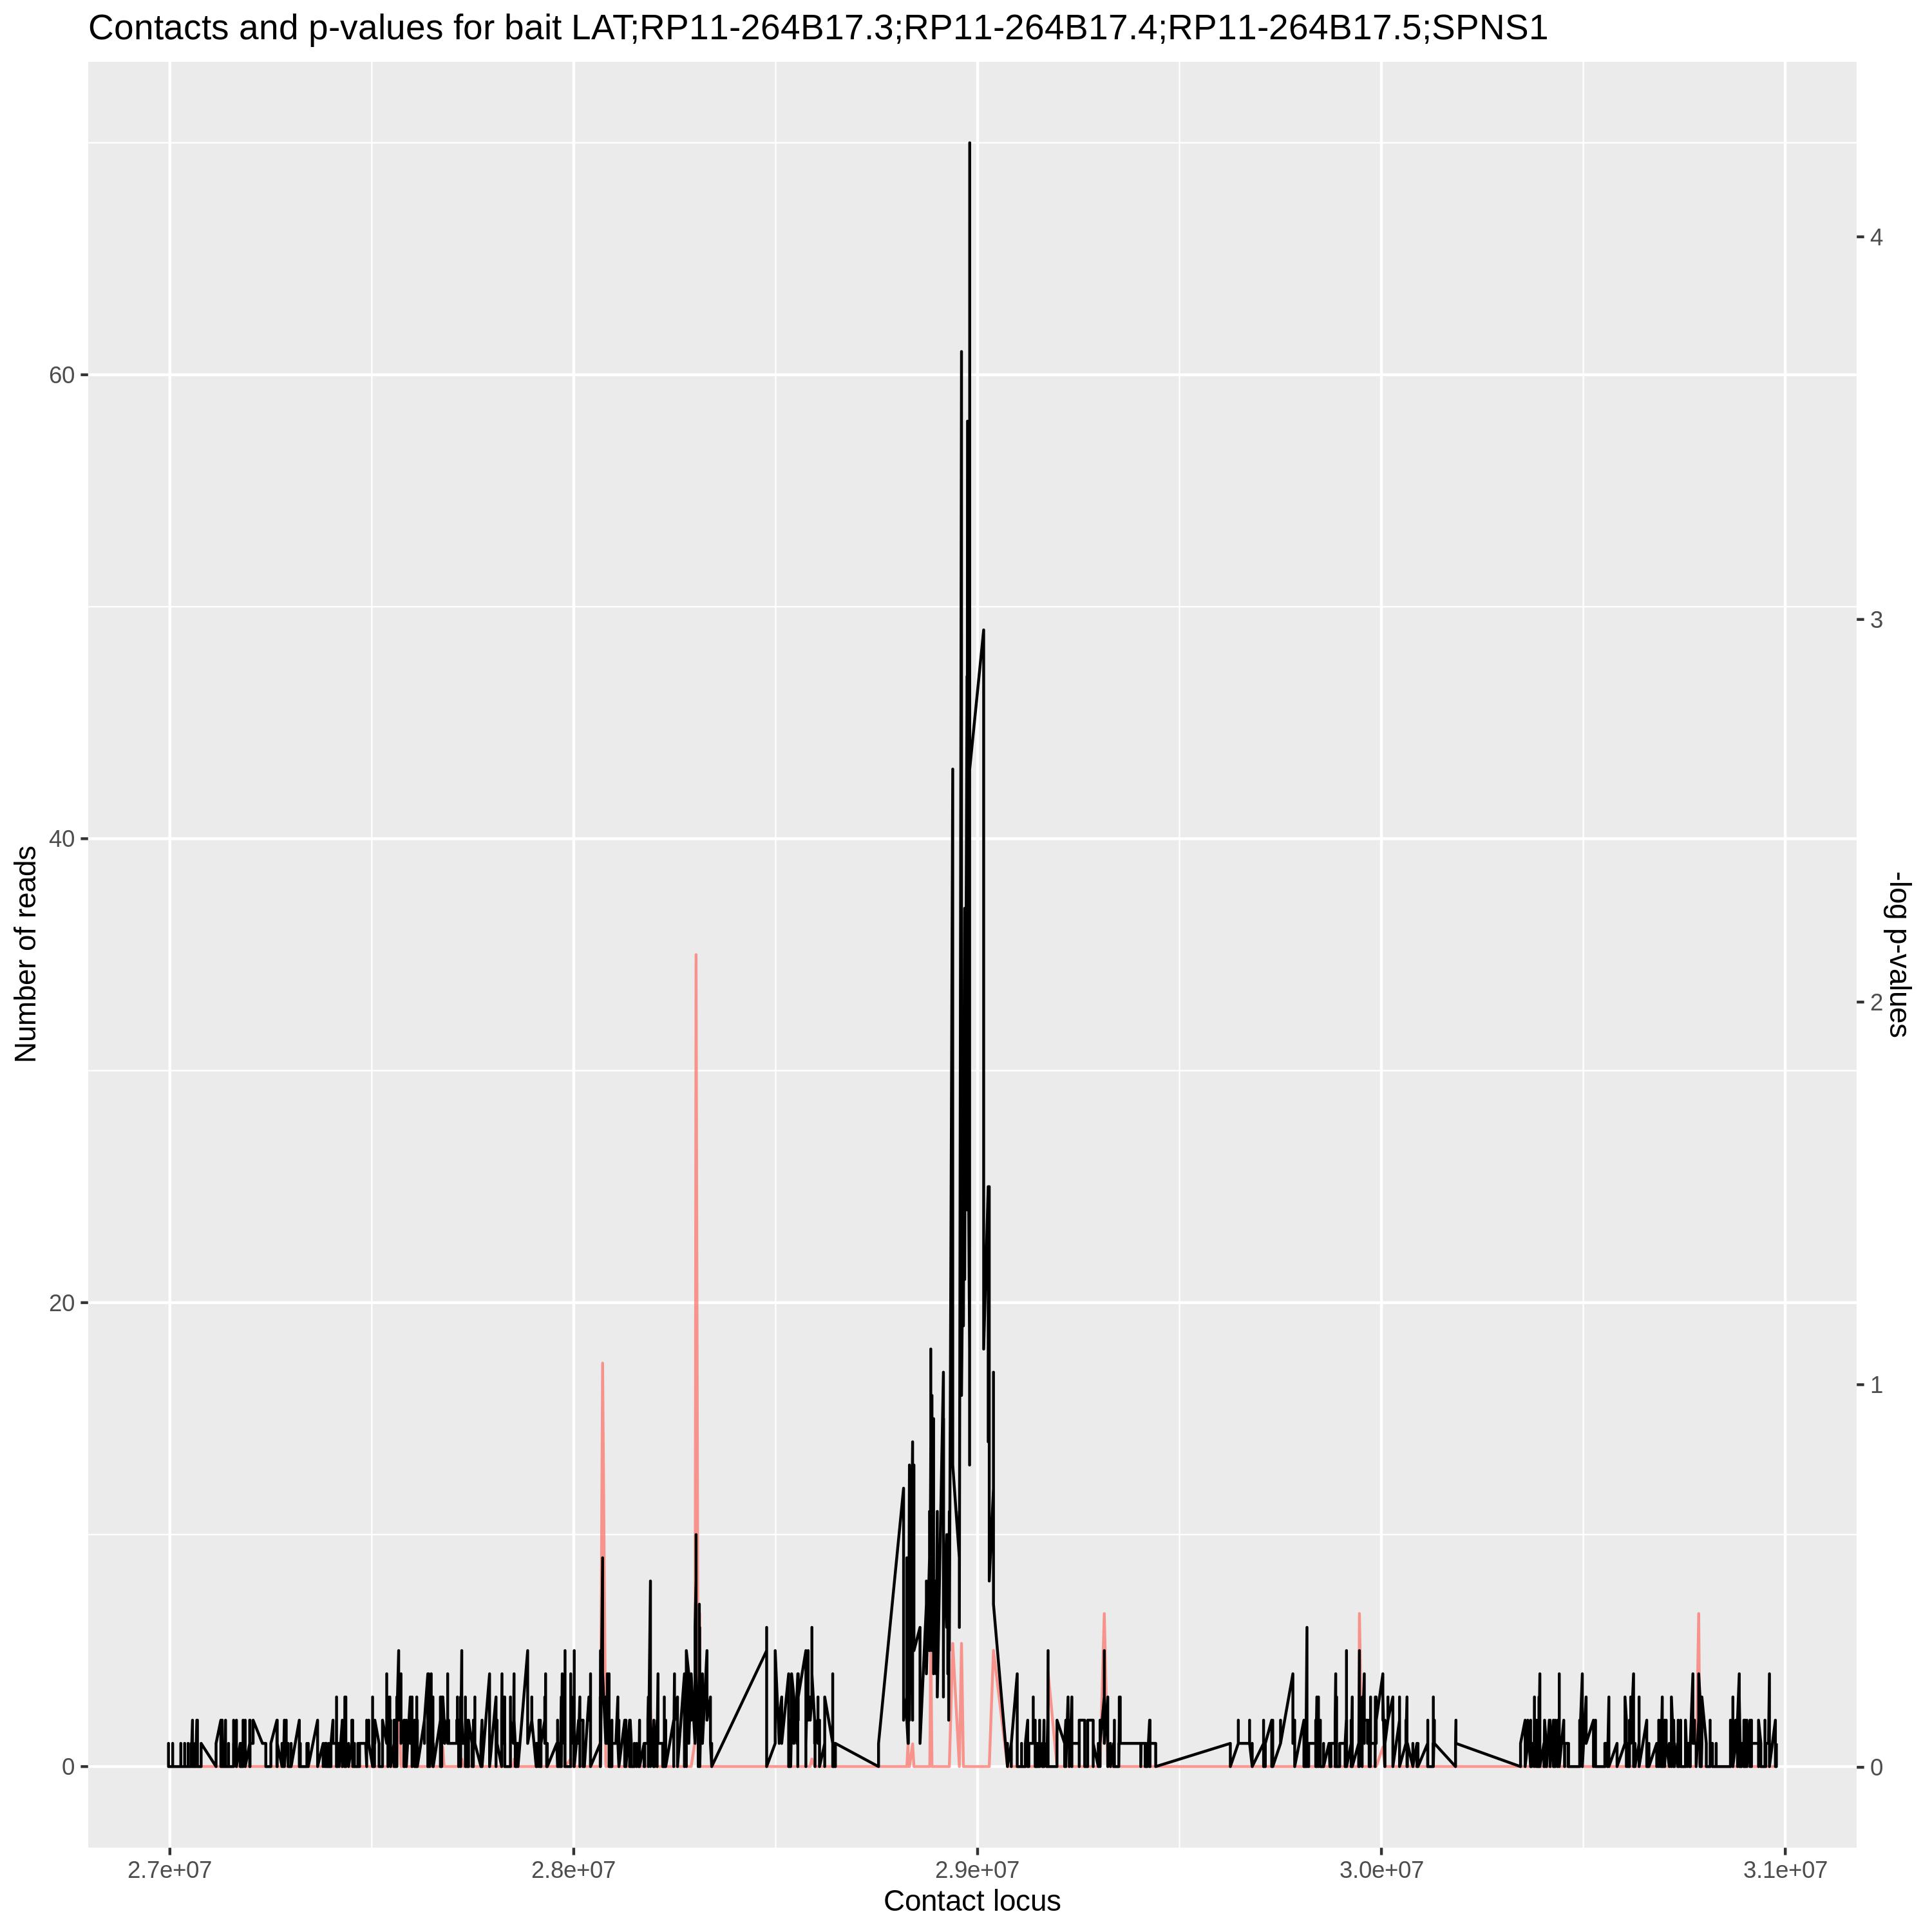 Contacts and p-values for bait LAT;RP11-264B17.3;RP11-264B17.4;RP11-264B17.5;SPNS1
Number of reads
60
40
20
0
4
3
2
1
0
-log p-values
2.7e+07 2.8e+07 2.9e+07 3.0e+07 3.1e+07
Contact locus